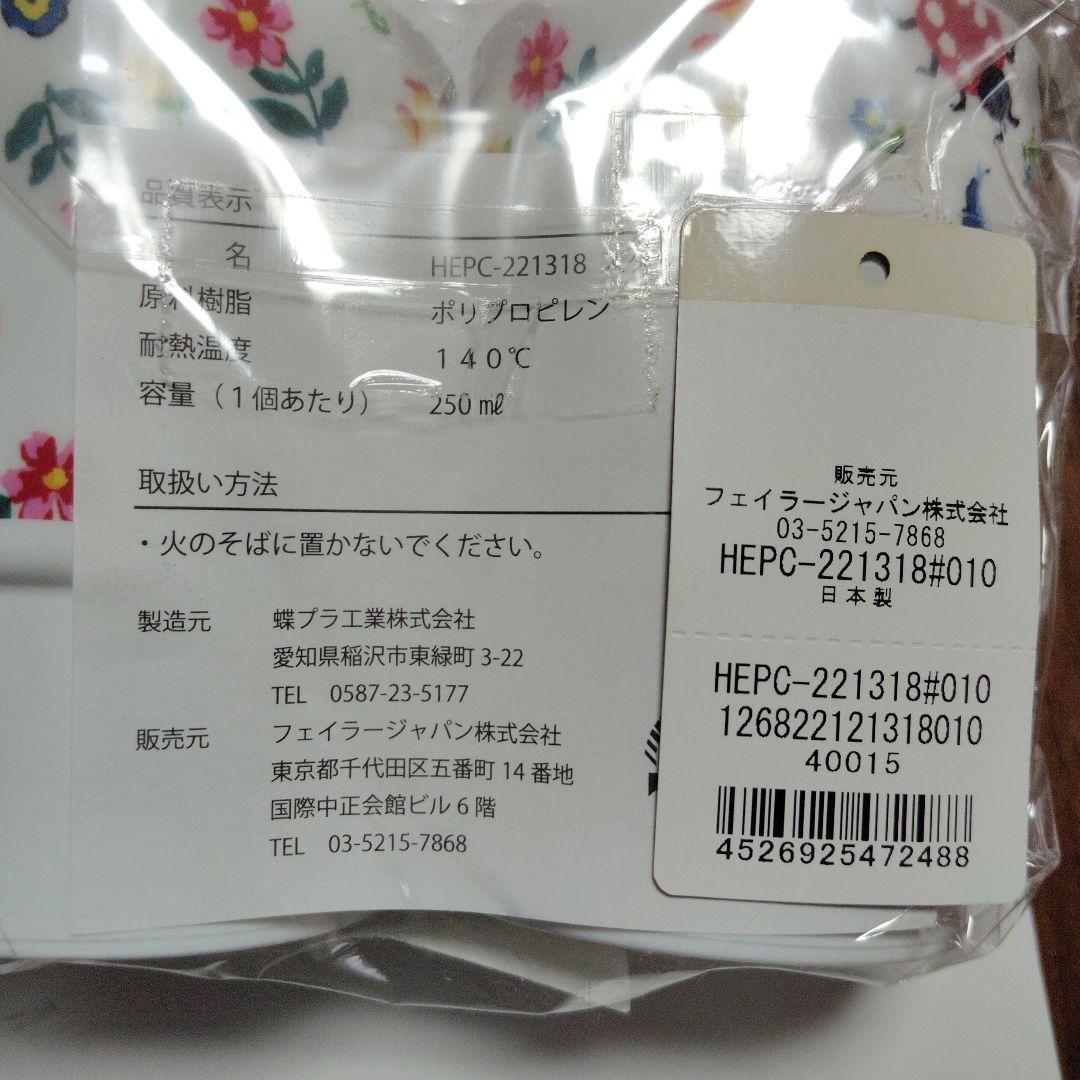 品質表示
名 HEPC-221318
原料樹脂 ポリプロピレン
耐熱温度 140℃
容量（1個あたり） 250㎖
取扱い方法
・火のそばに置かないでください。
製造元 蝶プラ工業株式会社
愛知県稲沢市東緑町 3-22
TEL 0587-23-5177
販売元 フェイラージャパン株式会社
東京都千代田区五番町 14 番地
国際中正会館ビル 6 階
TEL 03-5215-7868
販売元
フェイラージャパン株式会社
03-5215-7868
HEPC-221318#010
日本製
HEPC-221318#010
126822121318010
40015
4526925472488